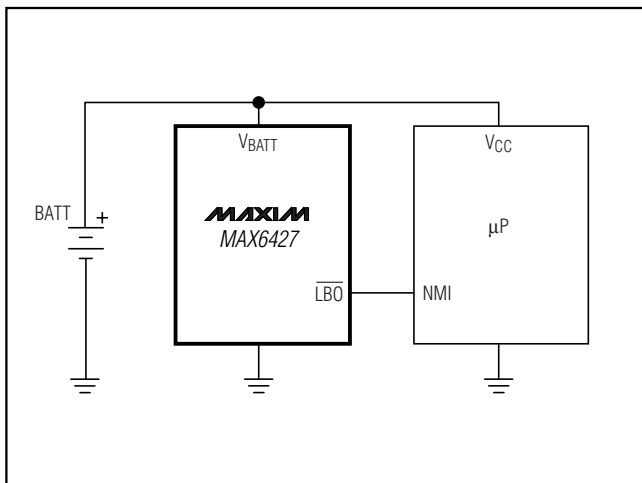 VBATT
VCC
BATT
+
MAXIM
MAX6427
µP
LBO
NMI